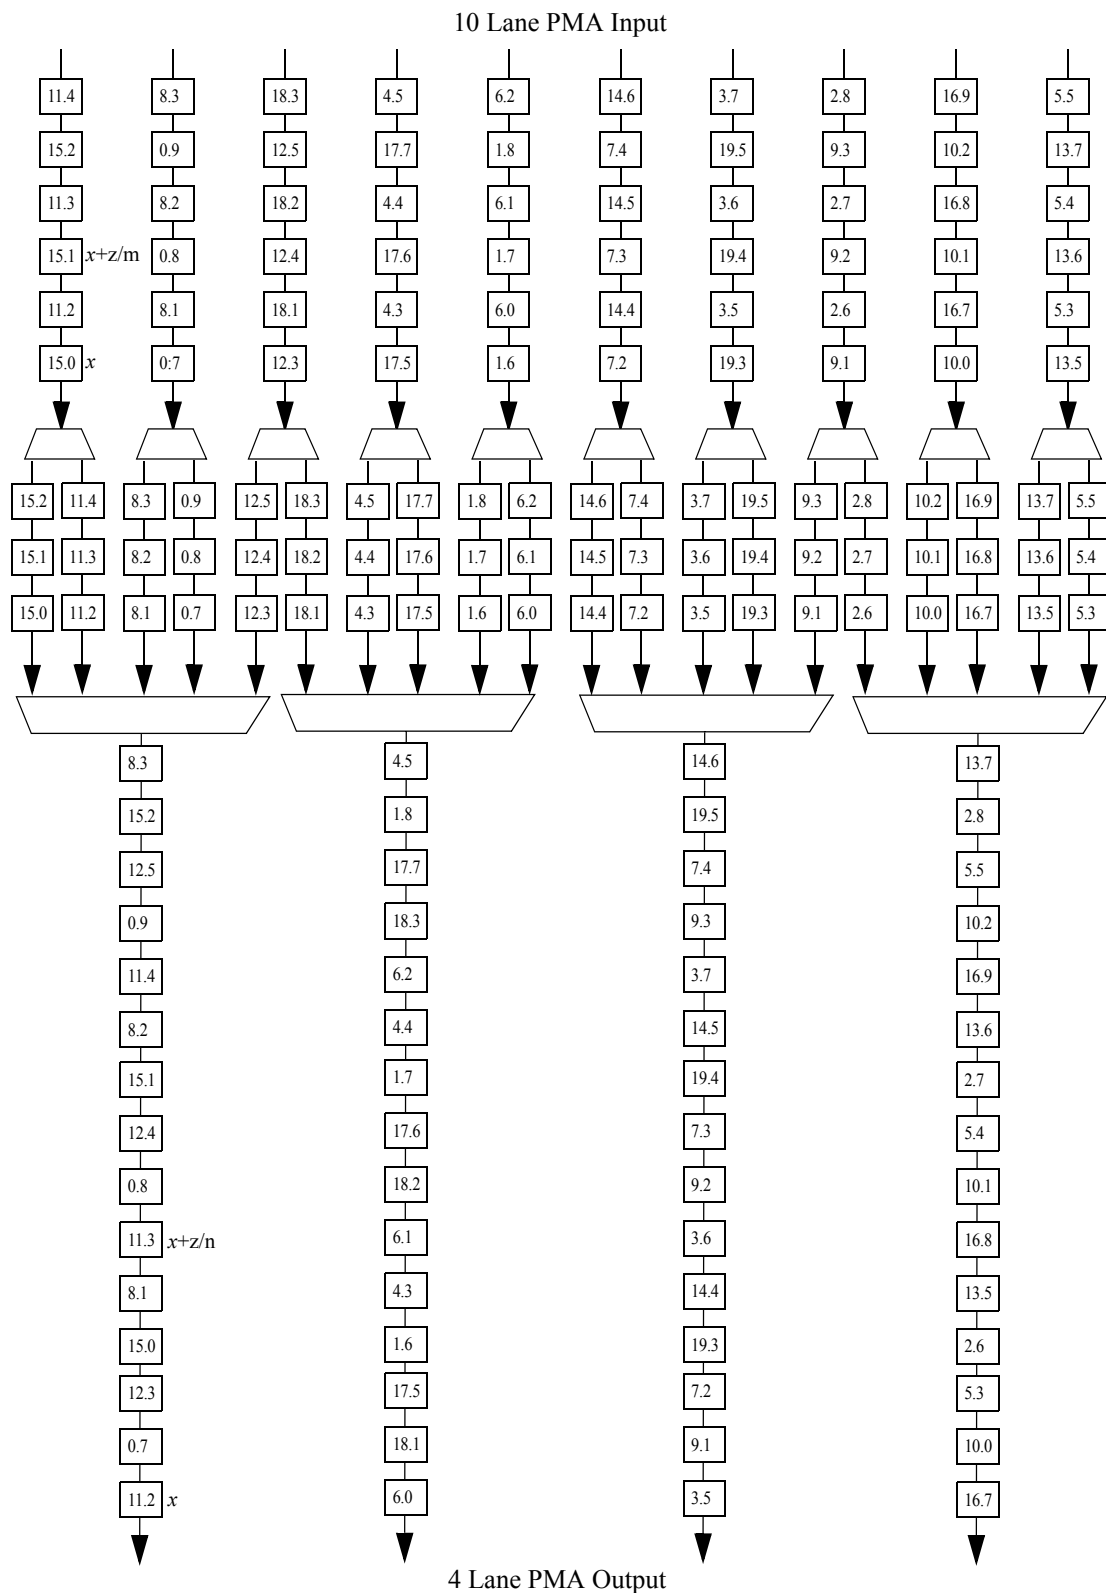 10 Lane PMA Input
11.4 8.3 18.3 4.5 6.2 14.6 3.7 2.8 16.9 5.5
15.2 0.9 12.5 17.7 1.8 7.4 19.5 9.3 10.2 13.7
11.3 8.2 18.2 4.4 6.1 14.5 3.6 2.7 16.8 5.4
15.1 x+z/m 0.8 12.4 17.6 1.7 7.3 19.4 9.2 10.1 13.6
11.2 8.1 18.1 4.3 6.0 14.4 3.5 2.6 16.7 5.3
15.0 x 0:7 12.3 17.5 1.6 7.2 19.3 9.1 10.0 13.5
15.2 11.4 8.3 0.9 12.5 18.3 4.5 17.7 1.8 6.2 14.6 7.4 3.7 19.5 9.3 2.8 10.2 16.9 13.7 5.5
15.1 11.3 8.2 0.8 12.4 18.2 4.4 17.6 1.7 6.1 14.5 7.3 3.6 19.4 9.2 2.7 10.1 16.8 13.6 5.4
15.0 11.2 8.1 0.7 12.3 18.1 4.3 17.5 1.6 6.0 14.4 7.2 3.5 19.3 9.1 2.6 10.0 16.7 13.5 5.3
8.3 4.5 14.6 13.7
15.2 1.8 19.5 2.8
12.5 17.7 7.4 5.5
0.9 18.3 9.3 10.2
11.4 6.2 3.7 16.9
8.2 4.4 14.5 13.6
15.1 1.7 19.4 2.7
12.4 17.6 7.3 5.4
0.8 18.2 9.2 10.1
11.3 x+z/n 6.1 3.6 16.8
8.1 4.3 14.4 13.5
15.0 1.6 19.3 2.6
12.3 17.5 7.2 5.3
0.7 18.1 9.1 10.0
11.2 x 6.0 3.5 16.7
4 Lane PMA Output